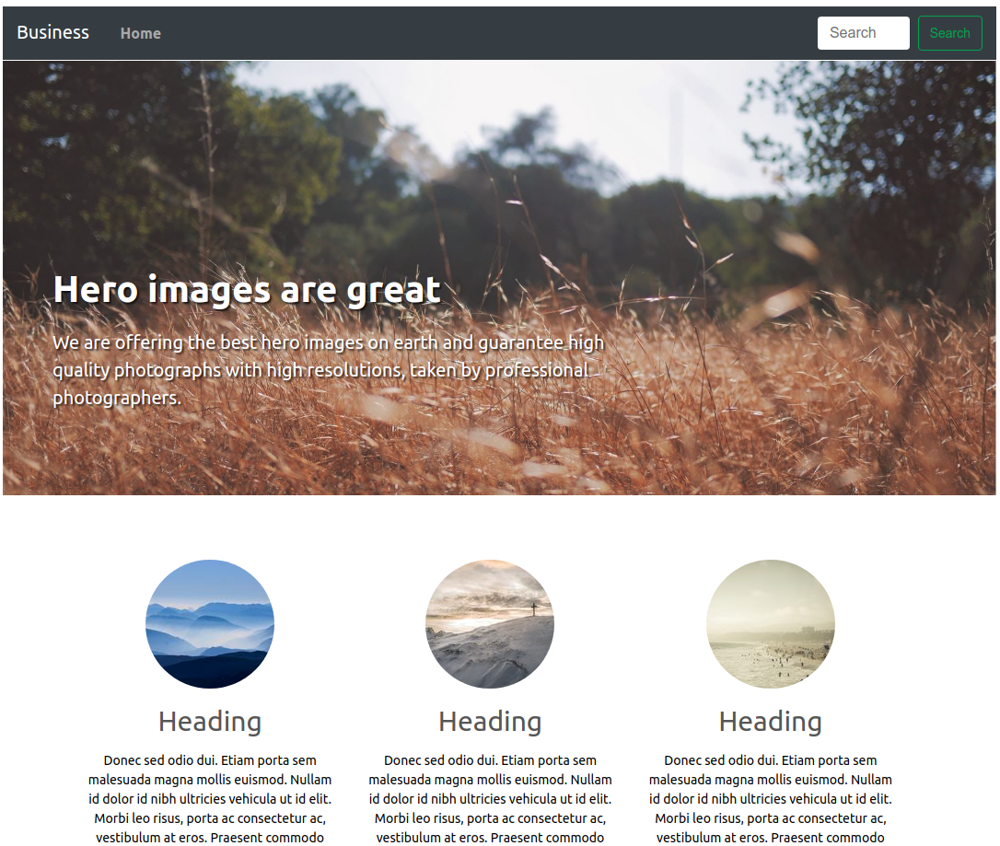 Business Home Search Search
Hero images are great
We are offering the best hero images on earth and guarantee high
quality photographs with high resolutions, taken by professional
photographers.
Heading
Donec sed odio dui. Etiam porta sem
malesuada magna mollis euismod. Nullam
id dolor id nibh ultricies vehicula ut id elit.
Morbi leo risus, porta ac consectetur ac,
vestibulum at eros. Praesent commodo
Heading
Donec sed odio dui. Etiam porta sem
malesuada magna mollis euismod. Nullam
id dolor id nibh ultricies vehicula ut id elit.
Morbi leo risus, porta ac consectetur ac,
vestibulum at eros. Praesent commodo
Heading
Donec sed odio dui. Etiam porta sem
malesuada magna mollis euismod. Nullam
id dolor id nibh ultricies vehicula ut id elit.
Morbi leo risus, porta ac consectetur ac,
vestibulum at eros. Praesent commodo